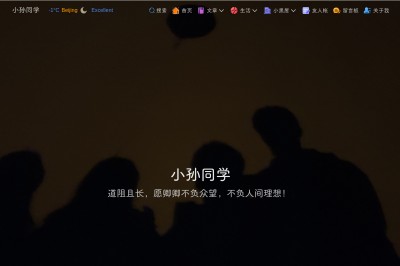 小孙同学 -1°C Beijing Excellent 搜索 首页 文章 生活 小黑屋 友人帐 留言板 关于我
小孙同学
道阻且长，愿卿卿不负众望，不负人间理想！